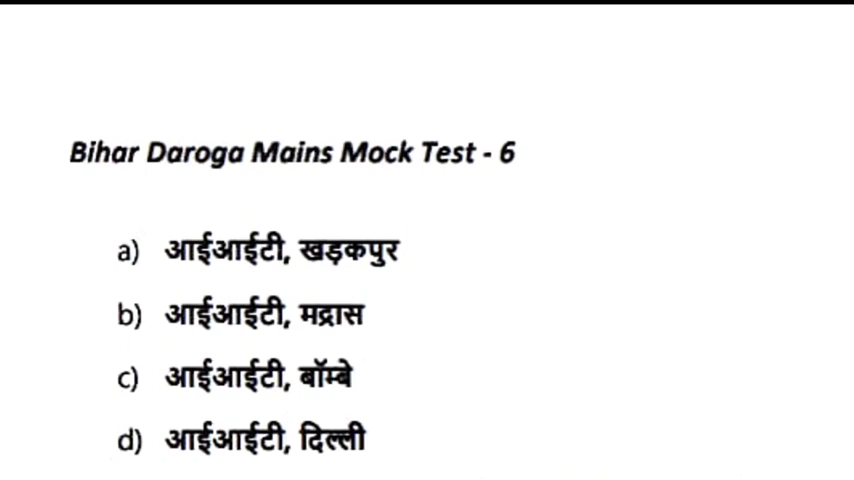 Bihar Daroga Mains Mock Test - 6
a) आईआईटी, खड़कपुर
b) आईआईटी, मद्रास
c) आईआईटी, बॉम्बे
d) आईआईटी, दिल्ली